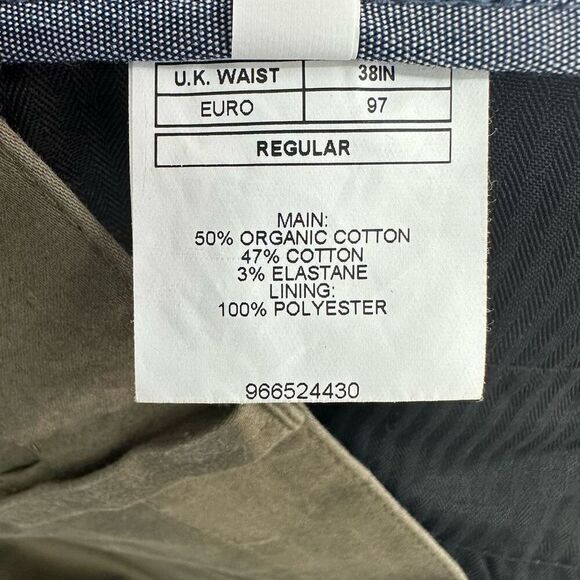 U.K. WAIST 38IN
EURO 97
REGULAR
MAIN:
50% ORGANIC COTTON
47% COTTON
3% ELASTANE
LINING:
100% POLYESTER
966524430